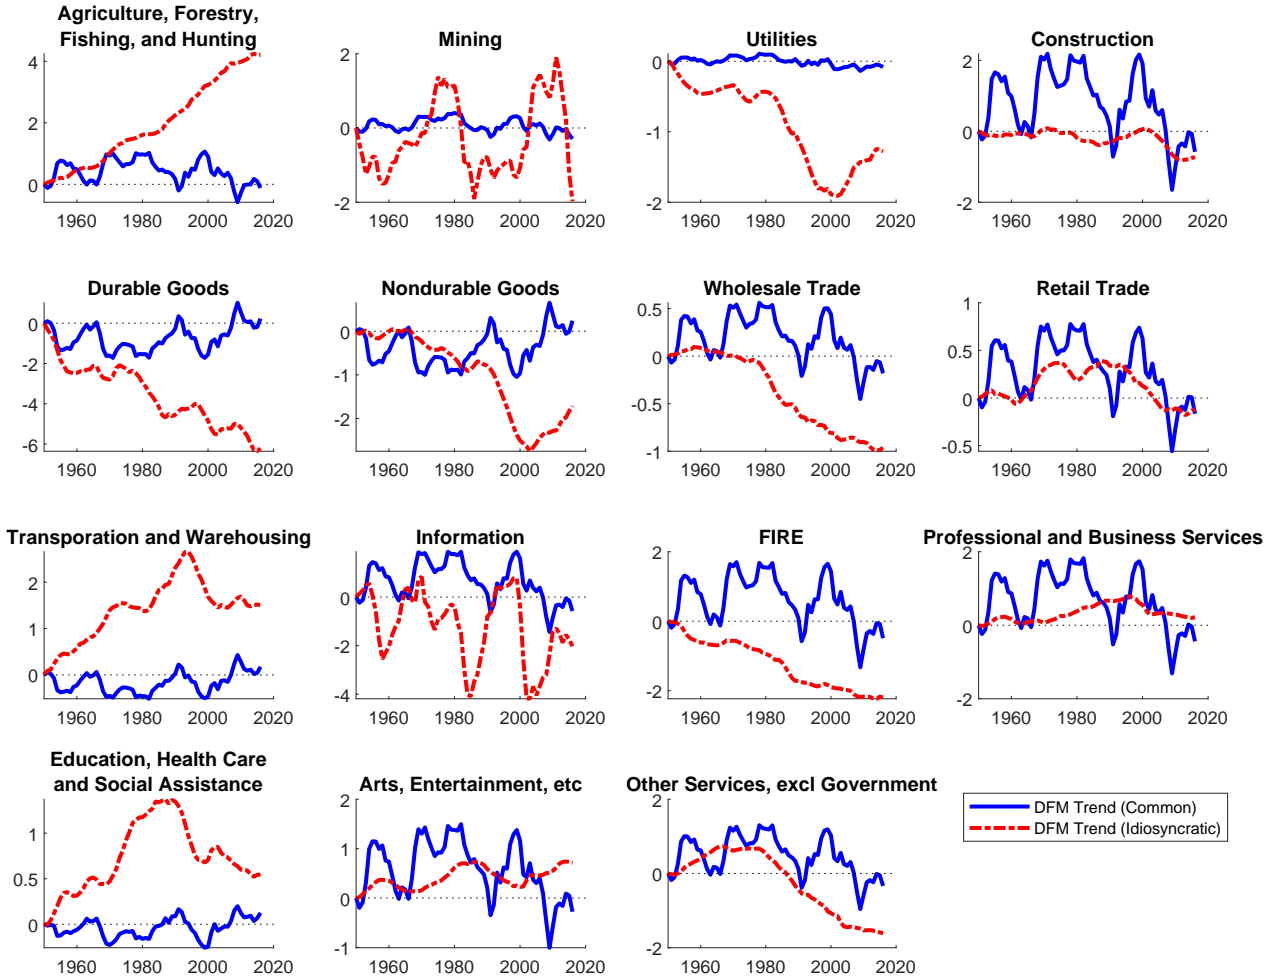 Agriculture, Forestry,
Fishing, and Hunting
4
2
0
1960 1980 2000 2020
Mining
2
0
-2
1960 1980 2000 2020
Utilities
0
-1
-2
1960 1980 2000 2020
Construction
2
0
-2
1960 1980 2000 2020
Durable Goods
0
-2
-4
-6
1960 1980 2000 2020
Nondurable Goods
0
-1
-2
1960 1980 2000 2020
Wholesale Trade
0.5
0
-0.5
-1
1960 1980 2000 2020
Retail Trade
1
0.5
0
-0.5
1960 1980 2000 2020
Transporation and Warehousing
2
1
0
1960 1980 2000 2020
Information
2
0
-2
-4
1960 1980 2000 2020
FIRE
2
0
-2
1960 1980 2000 2020
Professional and Business Services
2
0
-2
1960 1980 2000 2020
Education, Health Care
and Social Assistance
1
0.5
0
1960 1980 2000 2020
Arts, Entertainment, etc
2
1
0
-1
1960 1980 2000 2020
Other Services, excl Government
2
0
-2
1960 1980 2000 2020
DFM Trend (Common)
DFM Trend (Idiosyncratic)